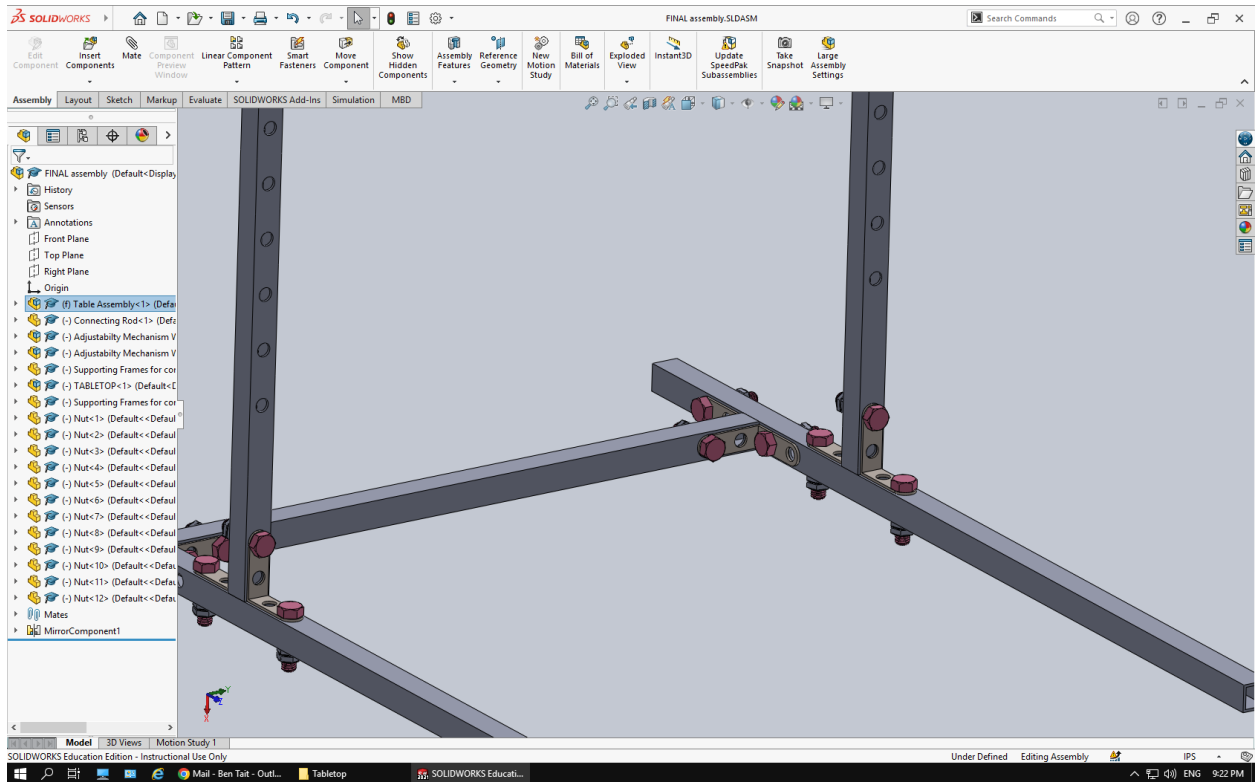 SOLIDWORKS
FINAL assembly.SLDASM
Search Commands
Edit Component
Insert Components
Mate
Component Preview Window
Linear Component Pattern
Smart Fasteners
Move Component
Show Hidden Components
Assembly Features
Reference Geometry
New Motion Study
Bill of Materials
Exploded View
Instant3D
Update SpeedPak Subassemblies
Take Snapshot
Large Assembly Settings
Assembly Layout Sketch Markup Evaluate SOLIDWORKS Add-Ins Simulation MBD
FINAL assembly (Default<Display
History
Sensors
Annotations
Front Plane
Top Plane
Right Plane
Origin
(f) Table Assembly<1> (Defau
(-) Connecting Rod<1> (Defa
(-) Adjustabilty Mechanism V
(-) Adjustabilty Mechanism V
(-) Supporting Frames for cor
(-) TABLETOP<1> (Default<D
(-) Supporting Frames for cor
(-) Nut<1> (Default<<Defaul
(-) Nut<2> (Default<<Defaul
(-) Nut<3> (Default<<Defaul
(-) Nut<4> (Default<<Defaul
(-) Nut<5> (Default<<Defaul
(-) Nut<6> (Default<<Defaul
(-) Nut<7> (Default<<Defaul
(-) Nut<8> (Default<<Defaul
(-) Nut<9> (Default<<Defaul
(-) Nut<10> (Default<<Defau
(-) Nut<11> (Default<<Defau
(-) Nut<12> (Default<<Defau
Mates
MirrorComponent1
Y
Z
X
Model 3D Views Motion Study 1
SOLIDWORKS Education Edition - Instructional Use Only
Under Defined Editing Assembly IPS
Mail - Ben Tait - Outl... Tabletop SOLIDWORKS Educati... ENG 9:22 PM